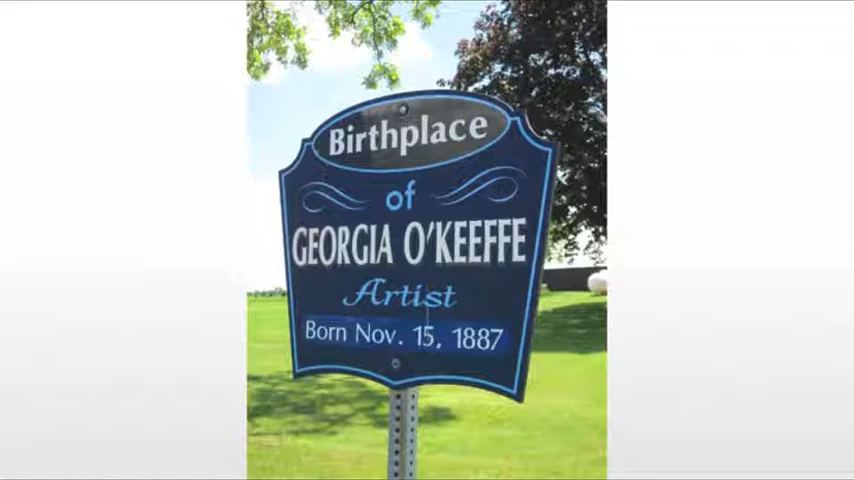 Birthplace
of
GEORGIA O'KEEFFE
Artist
Born Nov. 15, 1887